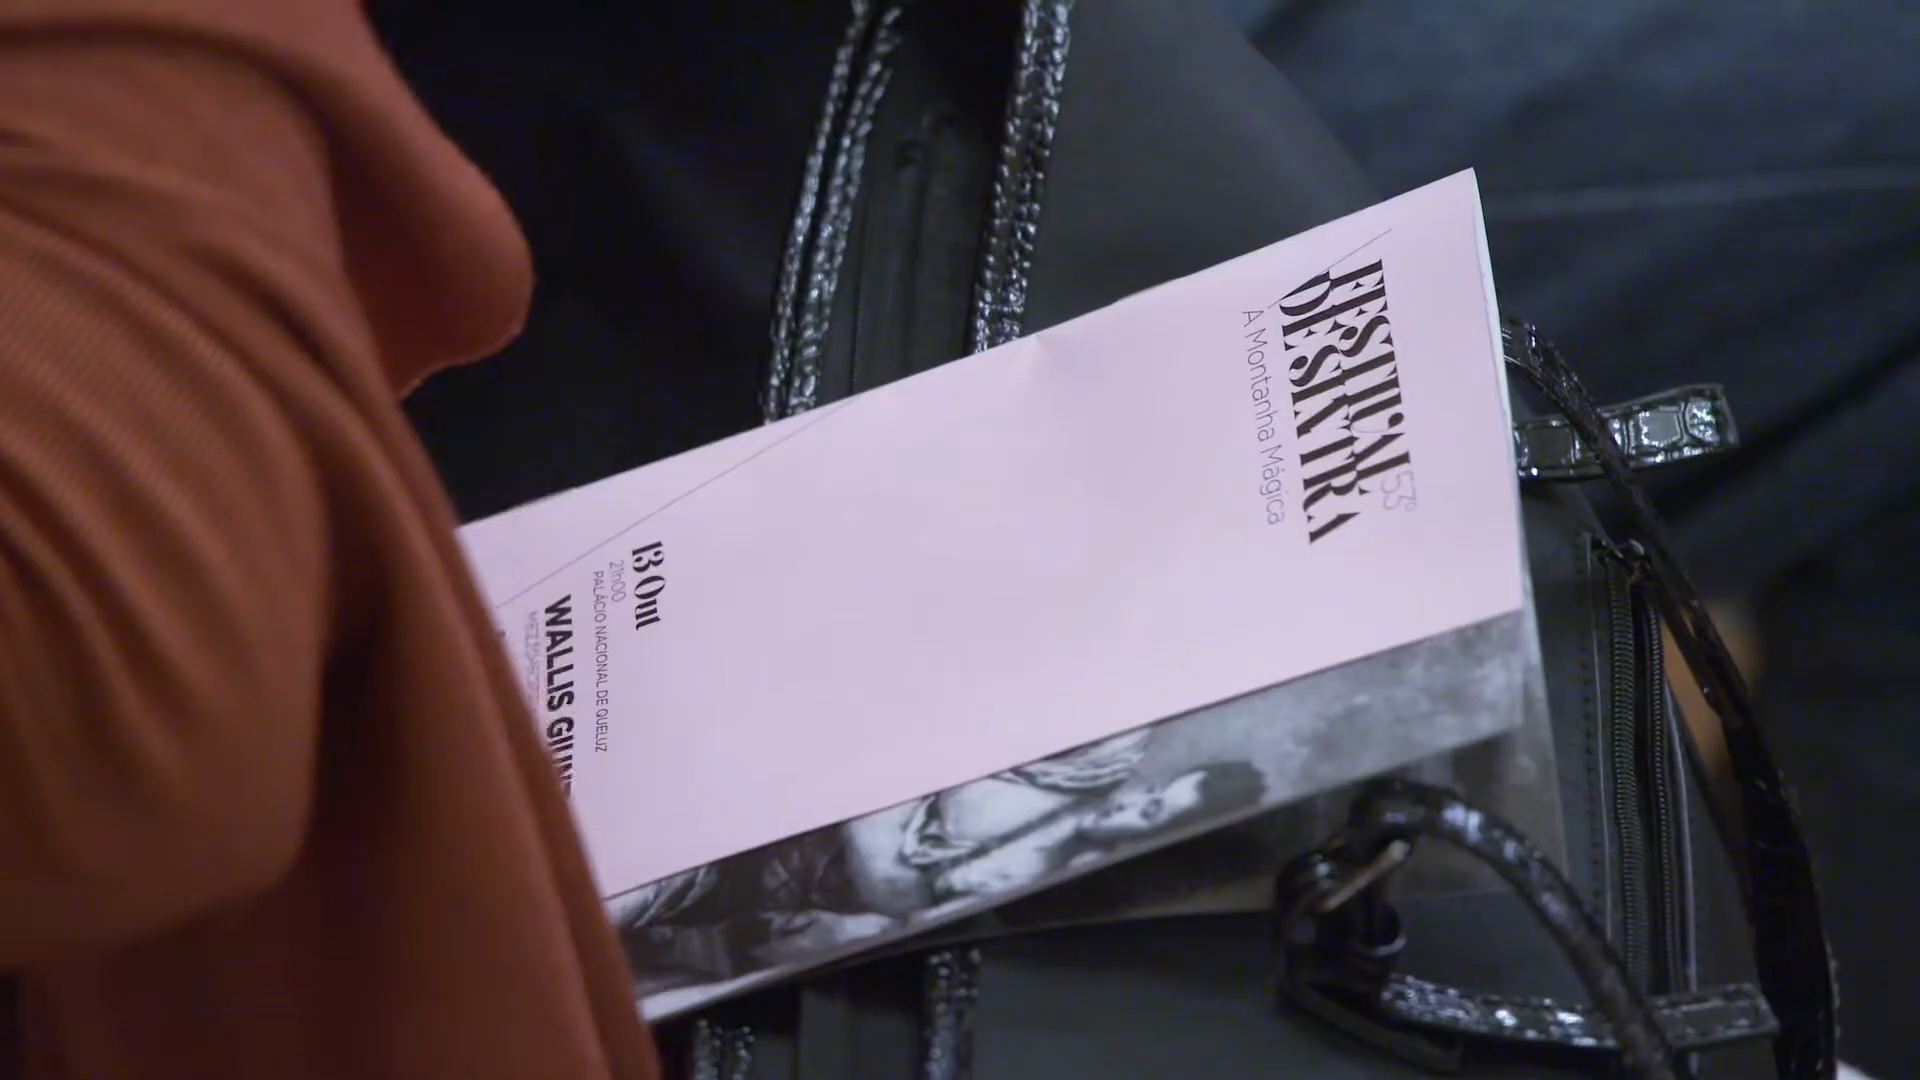 FESTIVAL 53º
DE SINTRA
A Montanha Mágica
13 Out
21h00
PALÁCIO NACIONAL DE QUELUZ
WALLIS